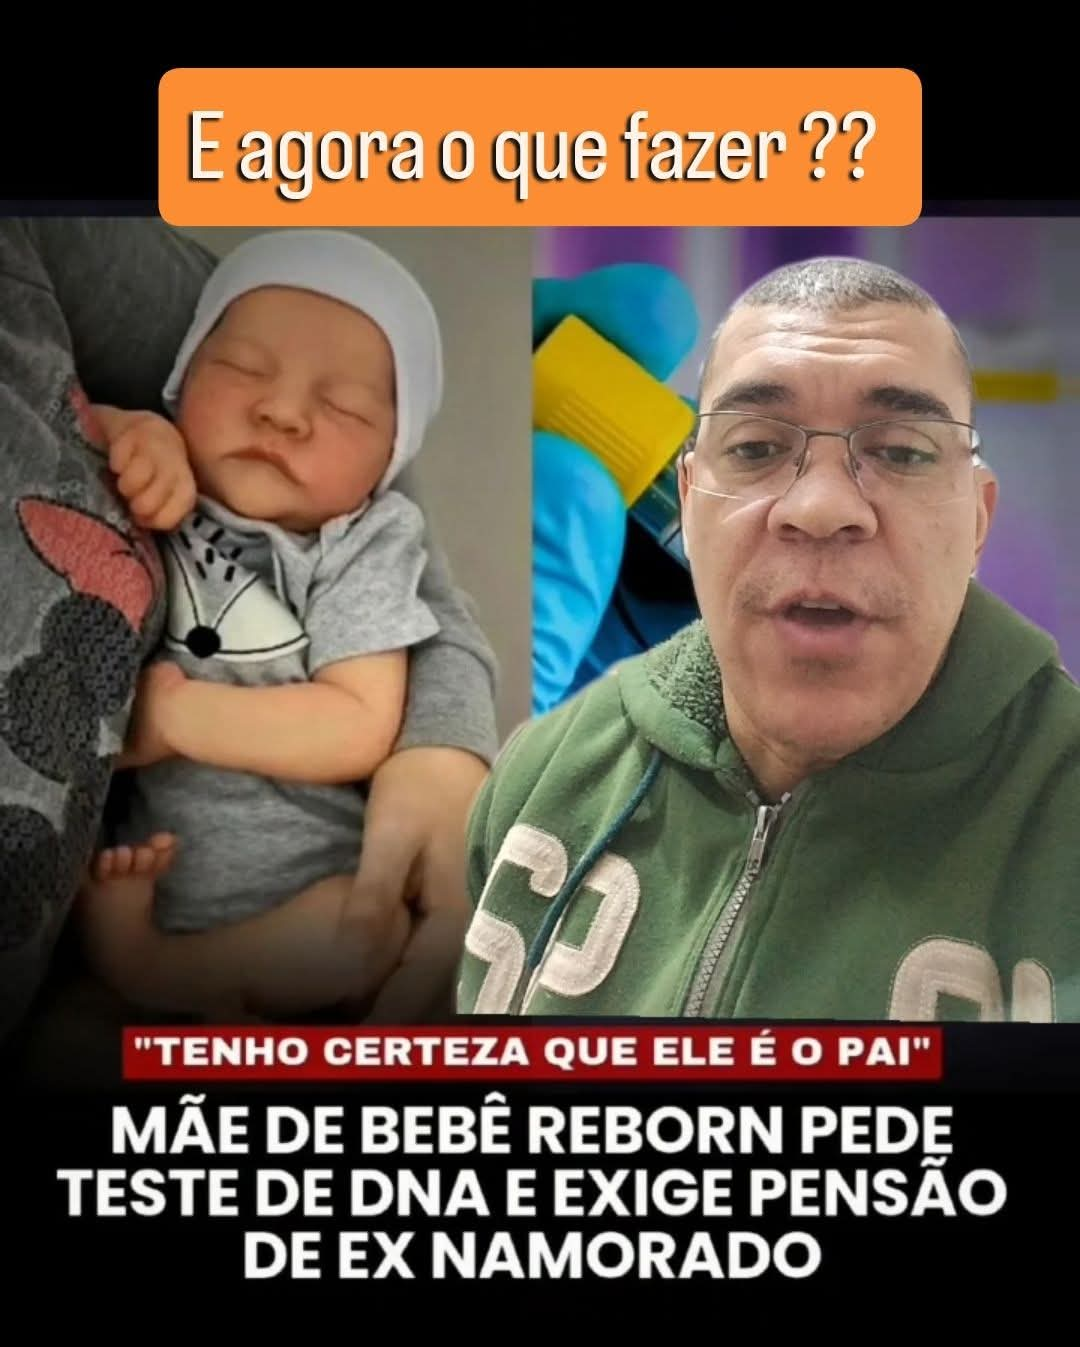 E agora o que fazer ??
"TENHO CERTEZA QUE ELE É O PAI"
MÃE DE BEBÊ REBORN PEDE
TESTE DE DNA E EXIGE PENSÃO
DE EX NAMORADO